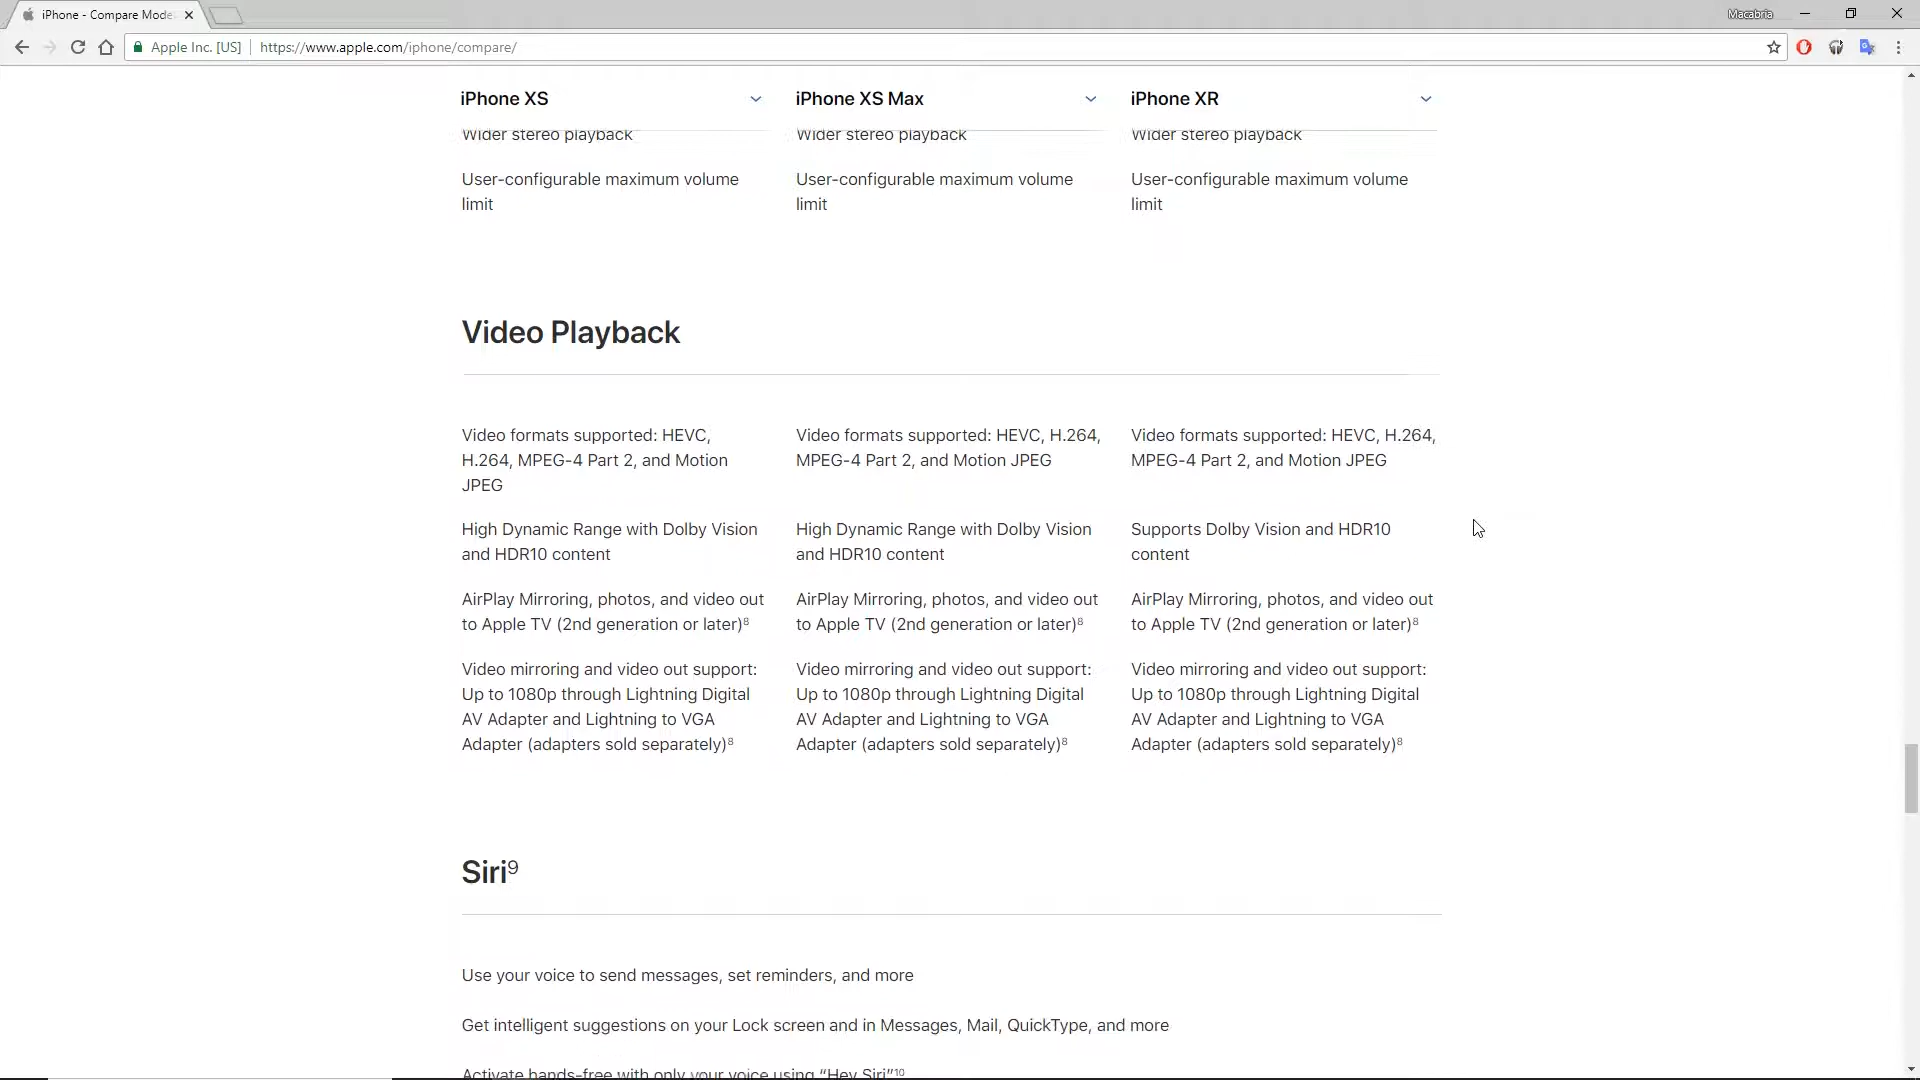 iPhone - Compare Mode
Macabria
Apple Inc. [US] https://www.apple.com/iphone/compare/
iPhone XS iPhone XS Max iPhone XR
Wider stereo playback Wider stereo playback Wider stereo playback
User-configurable maximum volume User-configurable maximum volume User-configurable maximum volume
limit limit limit
Video Playback
Video formats supported: HEVC, Video formats supported: HEVC, H.264, Video formats supported: HEVC, H.264,
H.264, MPEG-4 Part 2, and Motion MPEG-4 Part 2, and Motion JPEG MPEG-4 Part 2, and Motion JPEG
JPEG
High Dynamic Range with Dolby Vision High Dynamic Range with Dolby Vision Supports Dolby Vision and HDR10
and HDR10 content and HDR10 content content
AirPlay Mirroring, photos, and video out AirPlay Mirroring, photos, and video out AirPlay Mirroring, photos, and video out
to Apple TV (2nd generation or later)⁸ to Apple TV (2nd generation or later)⁸ to Apple TV (2nd generation or later)⁸
Video mirroring and video out support: Video mirroring and video out support: Video mirroring and video out support:
Up to 1080p through Lightning Digital Up to 1080p through Lightning Digital Up to 1080p through Lightning Digital
AV Adapter and Lightning to VGA AV Adapter and Lightning to VGA AV Adapter and Lightning to VGA
Adapter (adapters sold separately)⁸ Adapter (adapters sold separately)⁸ Adapter (adapters sold separately)⁸
Siri⁹
Use your voice to send messages, set reminders, and more
Get intelligent suggestions on your Lock screen and in Messages, Mail, QuickType, and more
Activate hands-free with only your voice using “Hey Siri”¹⁰